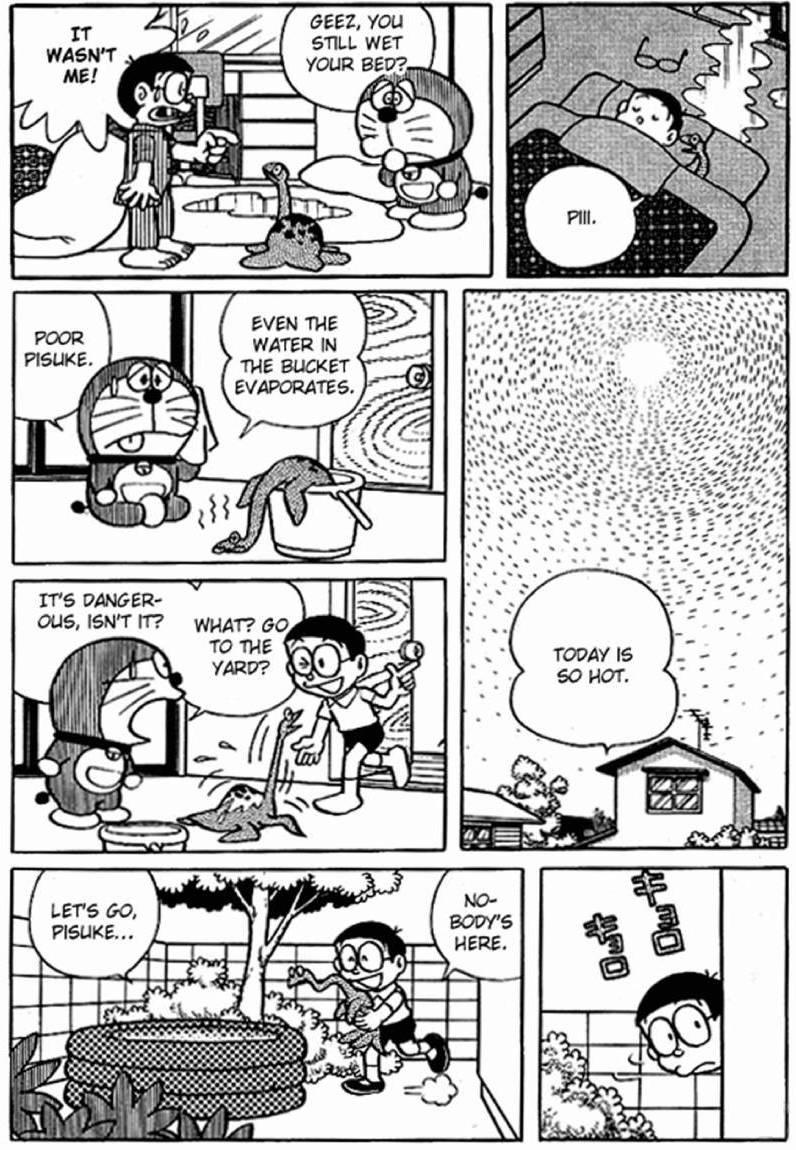 PIII.
GEEZ, YOU
STILL WET
YOUR BED?
IT
WASN'T
ME!
TODAY IS
SO HOT.
EVEN THE
WATER IN
THE BUCKET
EVAPORATES.
POOR
PISUKE.
WHAT? GO
TO THE
YARD?
IT'S DANGER-
OUS, ISN'T IT?
キョロ
キョロ
NO-
BODY'S
HERE.
LET'S GO,
PISUKE...